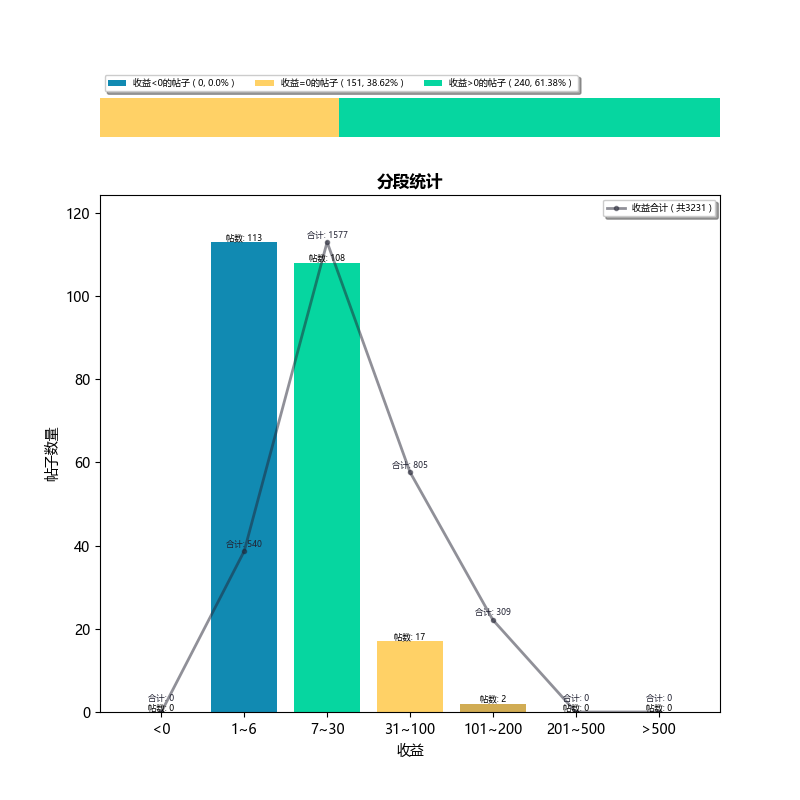 收益<0的帖子 ( 0, 0.0% ) 收益=0的帖子 ( 151, 38.62% ) 收益>0的帖子 ( 240, 61.38% )
分段统计
收益合计 ( 共3231 )
120
100
80
60
40
20
0
帖子数量
帖数: 113
合计: 1577
帖数: 108
合计: 805
合计: 540
帖数: 17
合计: 309
帖数: 2
合计: 0
帖数: 0
合计: 0
帖数: 0
合计: 0
帖数: 0
<0 1~6 7~30 31~100 101~200 201~500 >500
收益